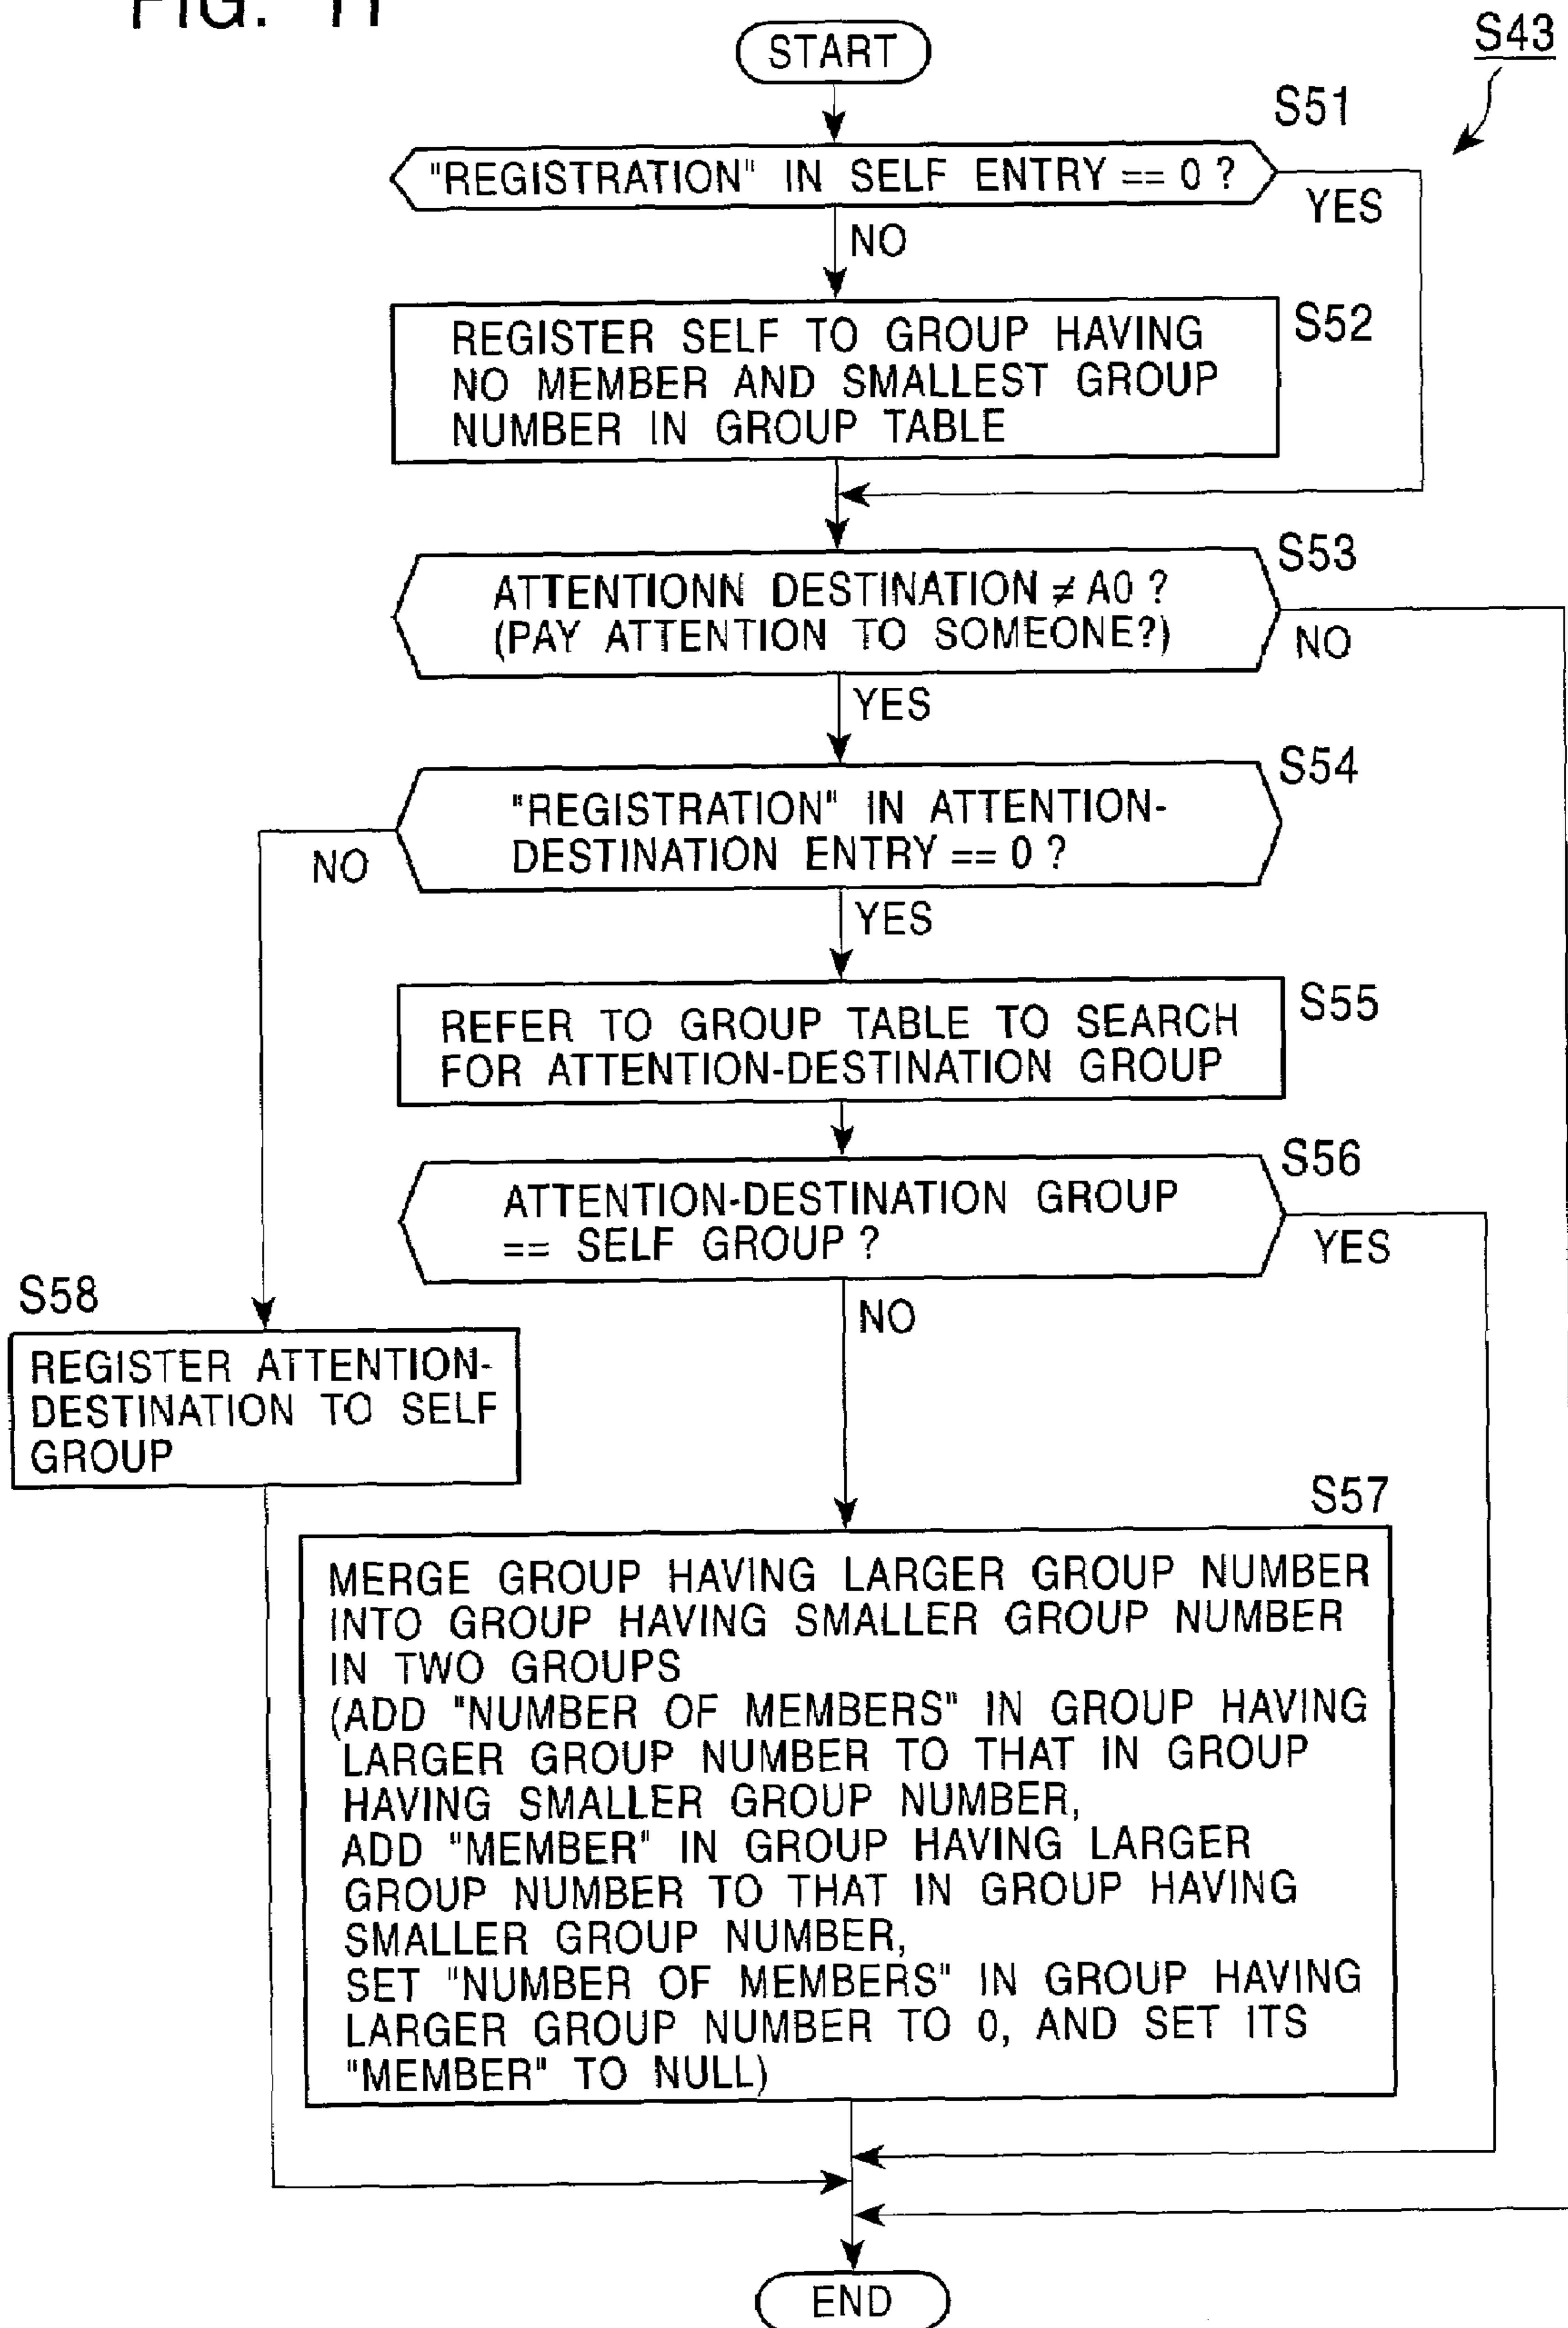 FIG. 11
START
S43
S51
"REGISTRATION" IN SELF ENTRY == 0 ?
YES
NO
S52
REGISTER SELF TO GROUP HAVING
NO MEMBER AND SMALLEST GROUP
NUMBER IN GROUP TABLE
S53
ATTENTIONN DESTINATION ≠ A0 ?
(PAY ATTENTION TO SOMEONE?)
NO
YES
S54
"REGISTRATION" IN ATTENTION-
DESTINATION ENTRY == 0 ?
NO
YES
S55
REFER TO GROUP TABLE TO SEARCH
FOR ATTENTION-DESTINATION GROUP
S56
ATTENTION-DESTINATION GROUP
== SELF GROUP ?
YES
NO
S58
REGISTER ATTENTION-
DESTINATION TO SELF
GROUP
S57
MERGE GROUP HAVING LARGER GROUP NUMBER
INTO GROUP HAVING SMALLER GROUP NUMBER
IN TWO GROUPS
(ADD "NUMBER OF MEMBERS" IN GROUP HAVING
LARGER GROUP NUMBER TO THAT IN GROUP
HAVING SMALLER GROUP NUMBER,
ADD "MEMBER" IN GROUP HAVING LARGER
GROUP NUMBER TO THAT IN GROUP HAVING
SMALLER GROUP NUMBER,
SET "NUMBER OF MEMBERS" IN GROUP HAVING
LARGER GROUP NUMBER TO 0, AND SET ITS
"MEMBER" TO NULL)
END